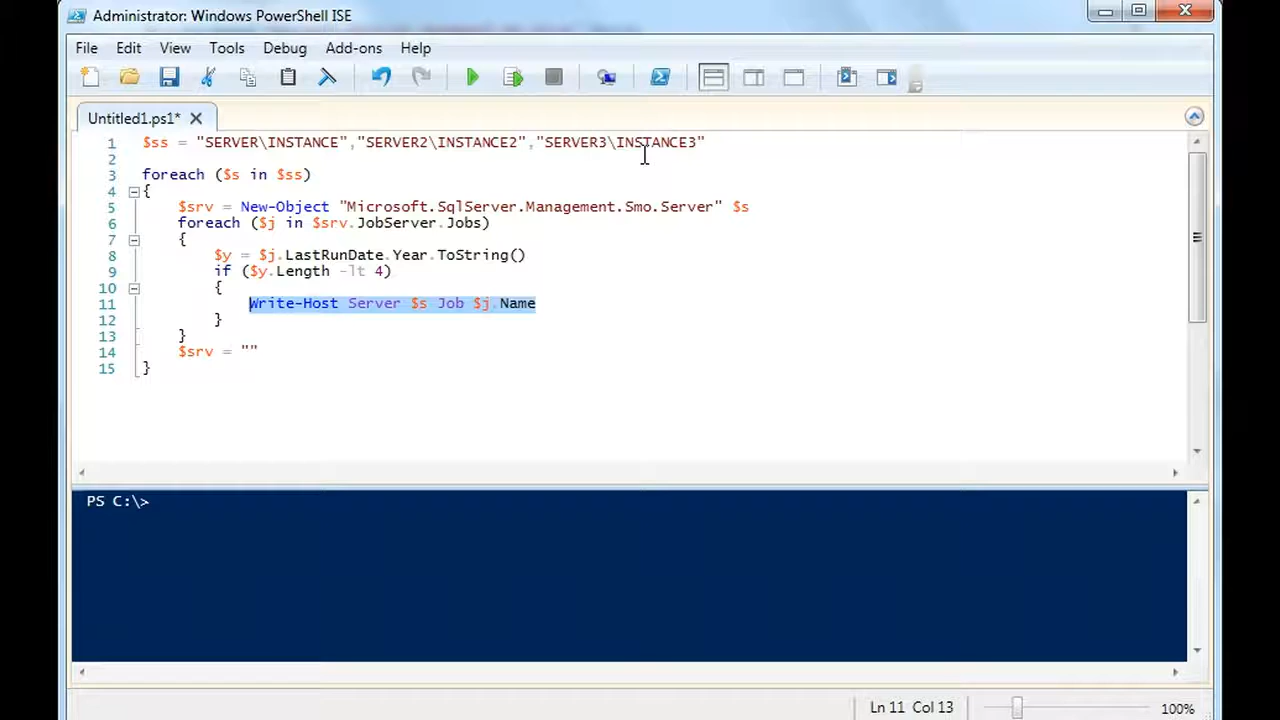 Administrator: Windows PowerShell ISE
File Edit View Tools Debug Add-ons Help
Untitled1.ps1*
1 $ss = "SERVER\INSTANCE","SERVER2\INSTANCE2","SERVER3\INSTANCE3"
2
3 foreach ($s in $ss)
4 {
5 $srv = New-Object "Microsoft.SqlServer.Management.Smo.Server" $s
6 foreach ($j in $srv.JobServer.Jobs)
7 {
8 $y = $j.LastRunDate.Year.ToString()
9 if ($y.Length -lt 4)
10 {
11 Write-Host Server $s Job $j.Name
12 }
13 }
14 $srv = ""
15 }
PS C:\>
Ln 11 Col 13 100%